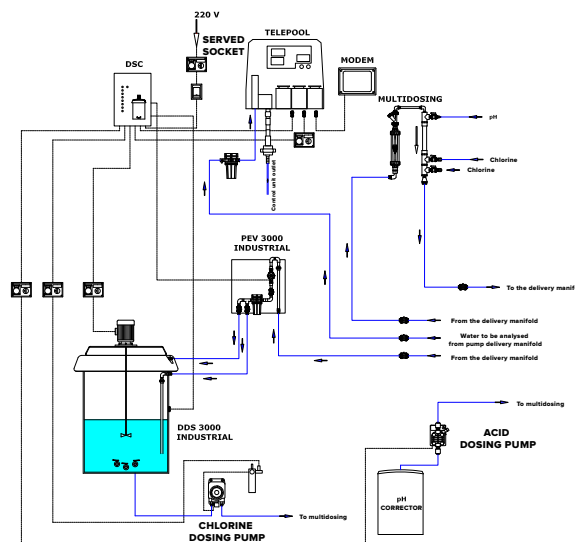 220 V
SERVED
SOCKET
TELEPOOL
MODEM
DSC
MULTIDOSING
pH
Chlorine
Chlorine
Control unit outlet
PEV 3000
INDUSTRIAL
To the delivery manif
From the delivery manifold
Water to be analysed
from pump delivery manifold
From the delivery manifold
DDS 3000
INDUSTRIAL
To multidosing
ACID
DOSING PUMP
pH
CORRECTOR
To multidosing
CHLORINE
DOSING PUMP